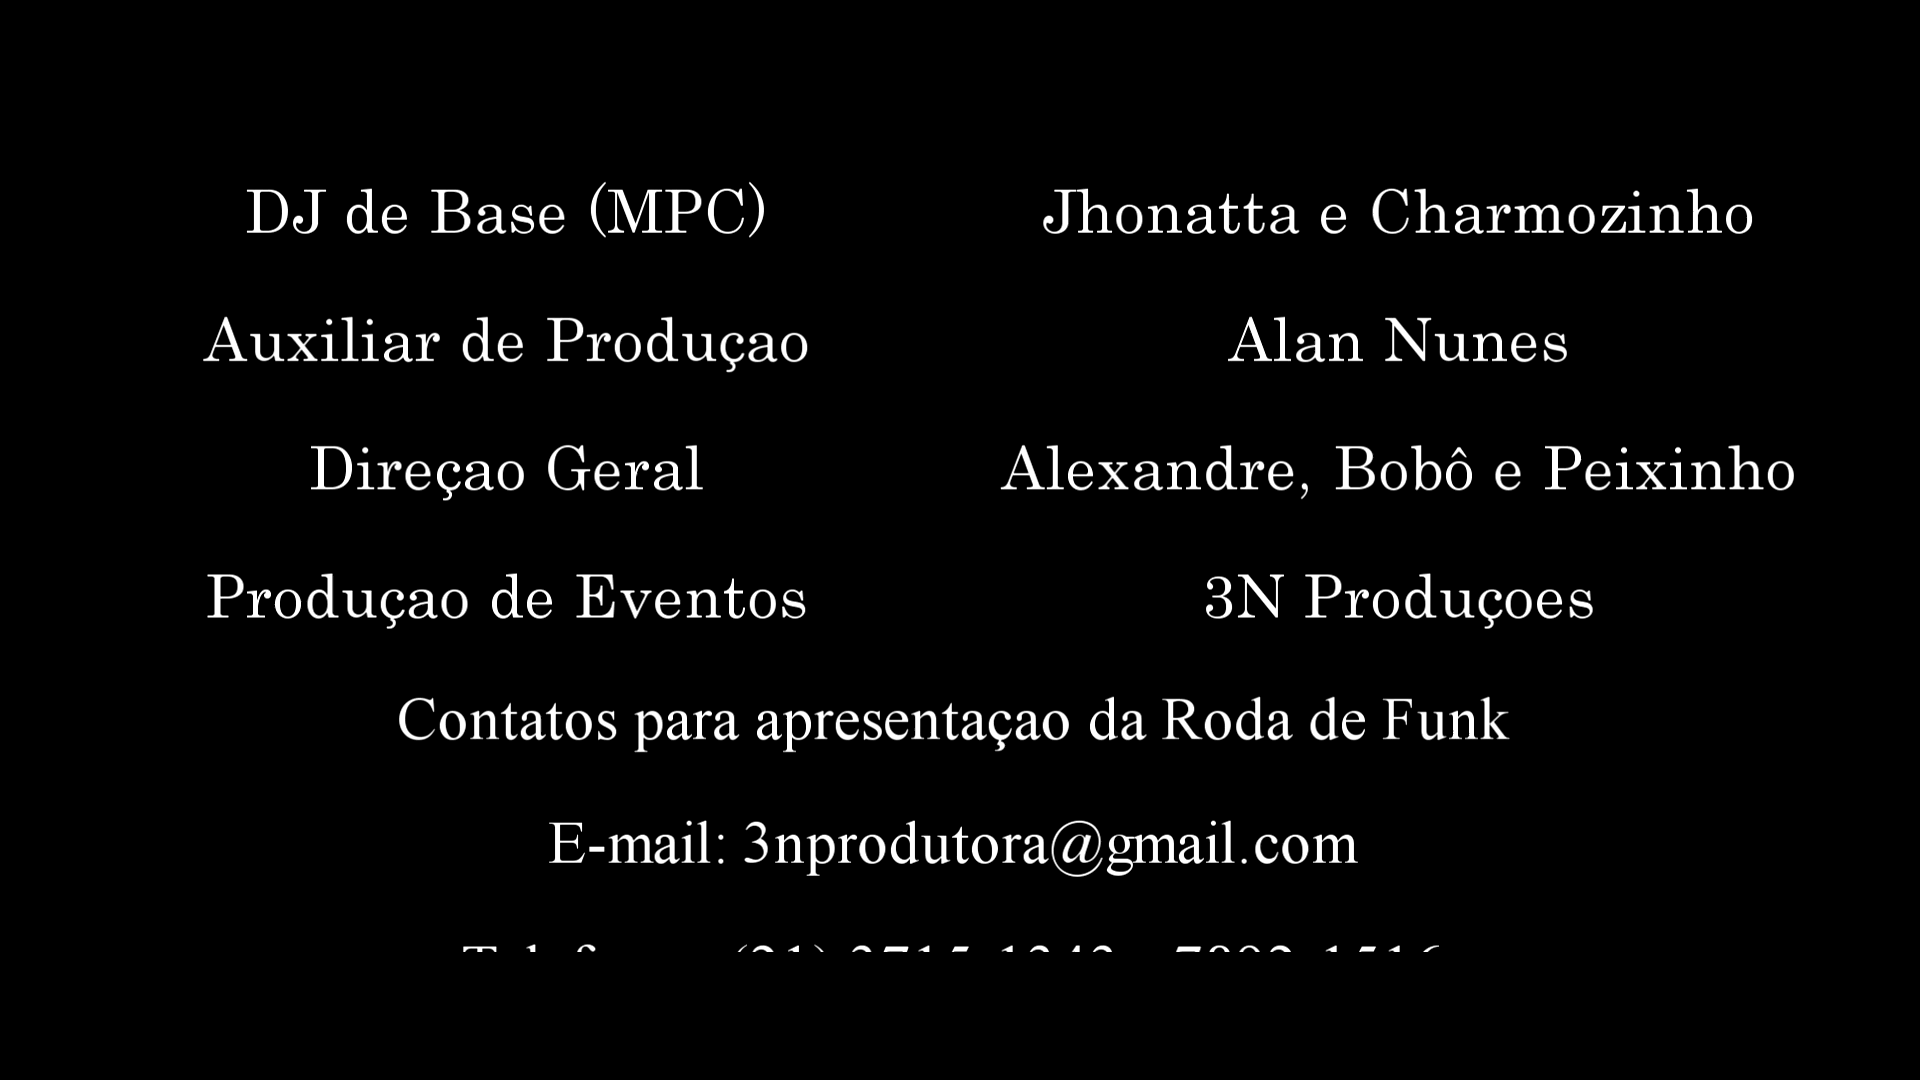 DJ de Base (MPC) Jhonatta e Charmozinho
Auxiliar de Produçao Alan Nunes
Direçao Geral Alexandre, Bobô e Peixinho
Produçao de Eventos 3N Produçoes
Contatos para apresentaçao da Roda de Funk
E-mail: 3nprodutora@gmail.com